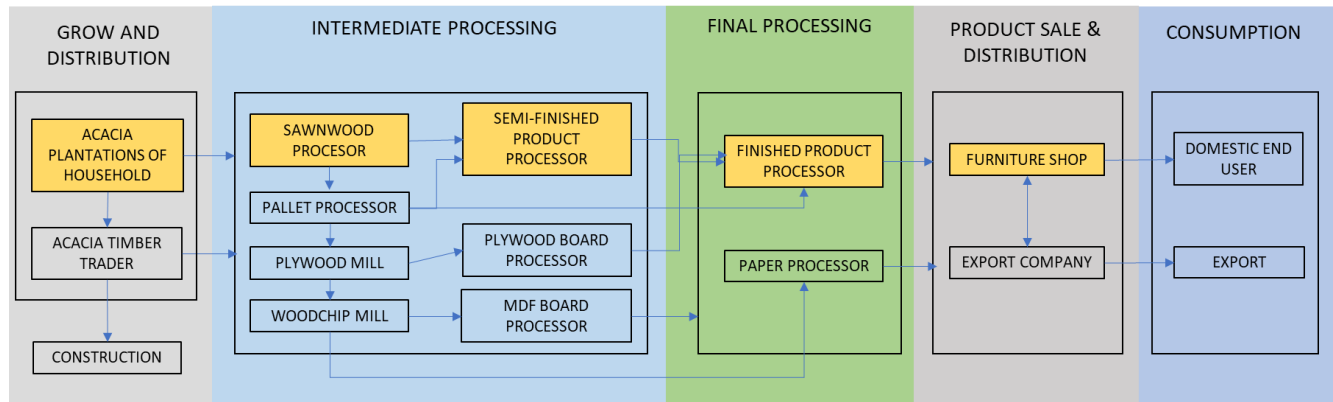 GROW AND
DISTRIBUTION
INTERMEDIATE PROCESSING
FINAL PROCESSING
PRODUCT SALE &
DISTRIBUTION
CONSUMPTION
ACACIA
PLANTATIONS OF
HOUSEHOLD
ACACIA TIMBER
TRADER
CONSTRUCTION
SAWNWOOD
PROCESOR
PALLET PROCESSOR
PLYWOOD MILL
WOODCHIP MILL
SEMI-FINISHED
PRODUCT
PROCESSOR
PLYWOOD BOARD
PROCESSOR
MDF BOARD
PROCESSOR
FINISHED PRODUCT
PROCESSOR
PAPER PROCESSOR
FURNITURE SHOP
EXPORT COMPANY
DOMESTIC END
USER
EXPORT